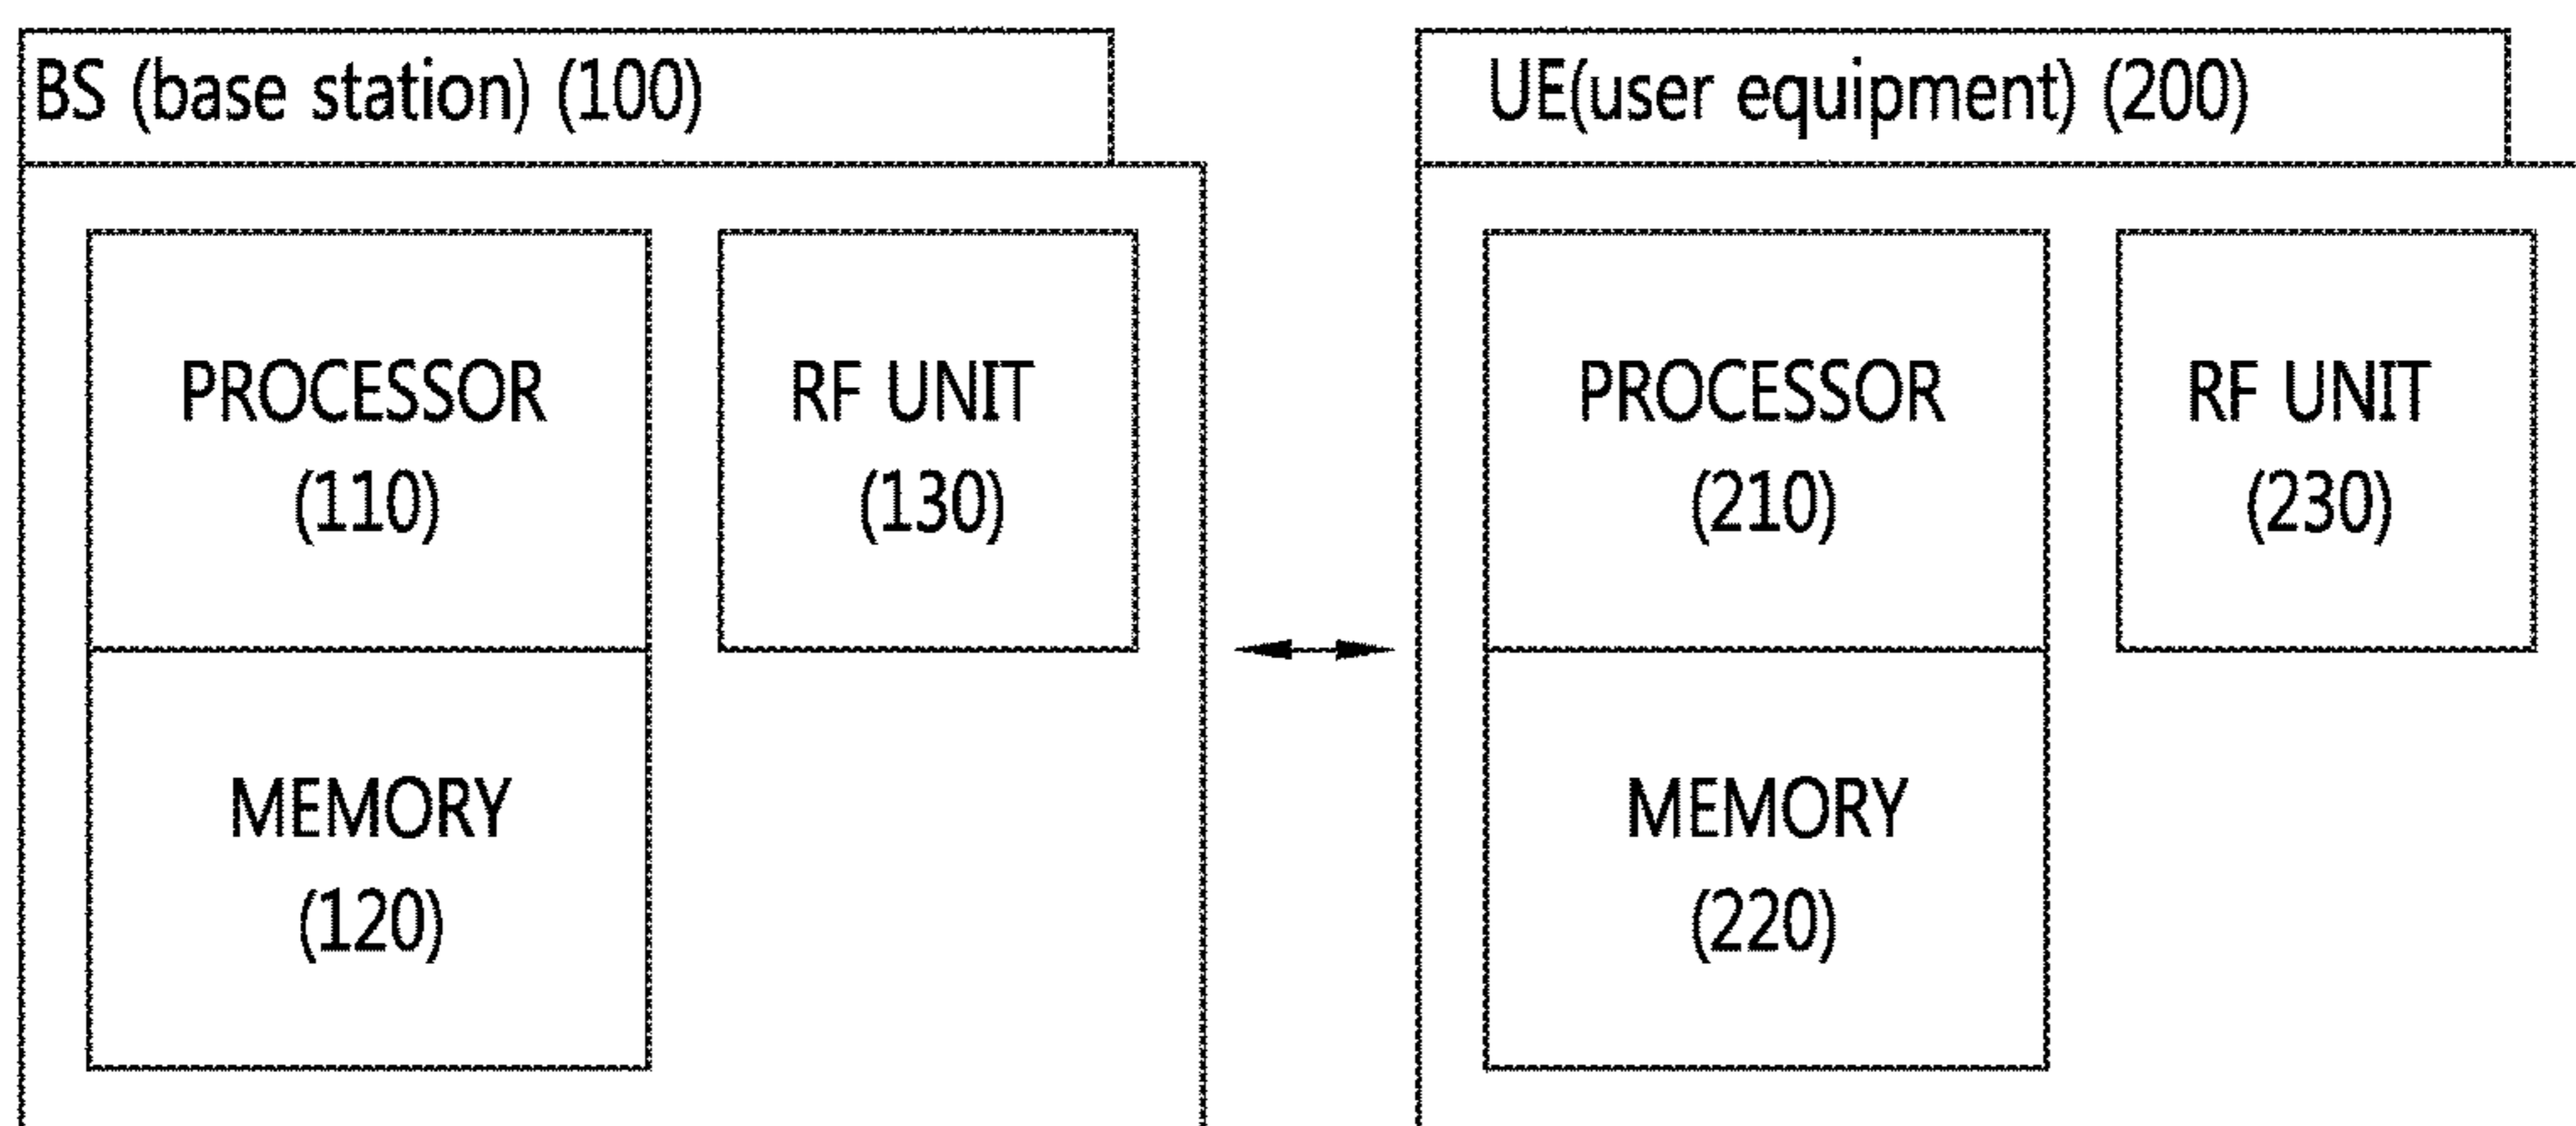 BS (base station) (100)
PROCESSOR
(110)
RF UNIT
(130)
MEMORY
(120)
UE(user equipment) (200)
PROCESSOR
(210)
RF UNIT
(230)
MEMORY
(220)